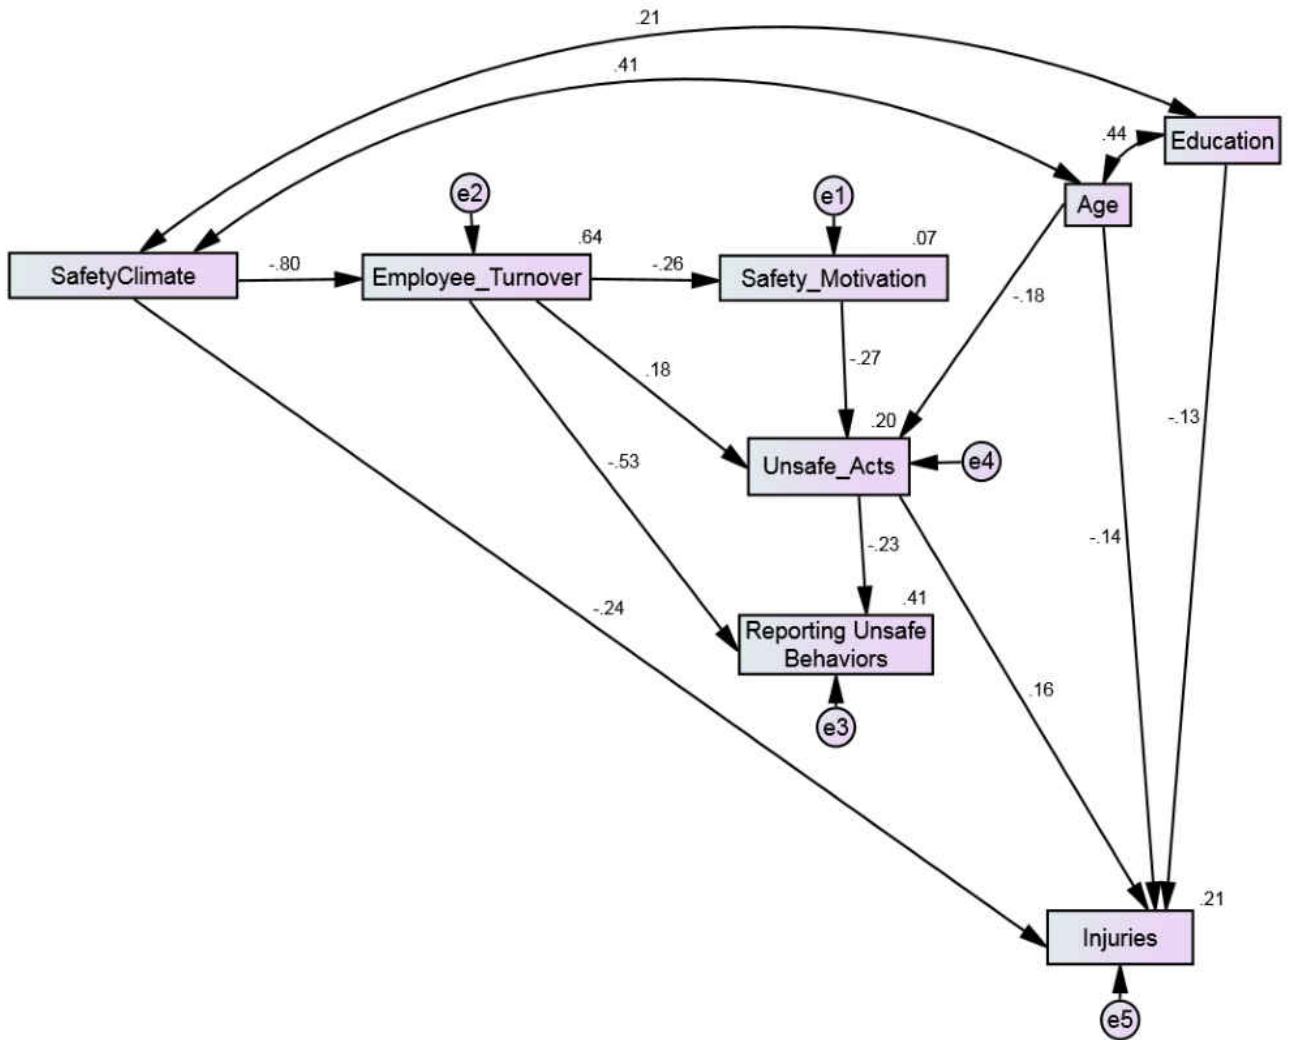 .21
.41
Education
.44
Age
e2
e1
.64
.07
SafetyClimate
-.80
Employee_Turnover
-.26
Safety_Motivation
-.18
-.27
.18
-.13
.20
Unsafe_Acts
e4
-.53
-.23
-.14
.41
-.24
Reporting Unsafe
Behaviors
.16
e3
.21
Injuries
e5